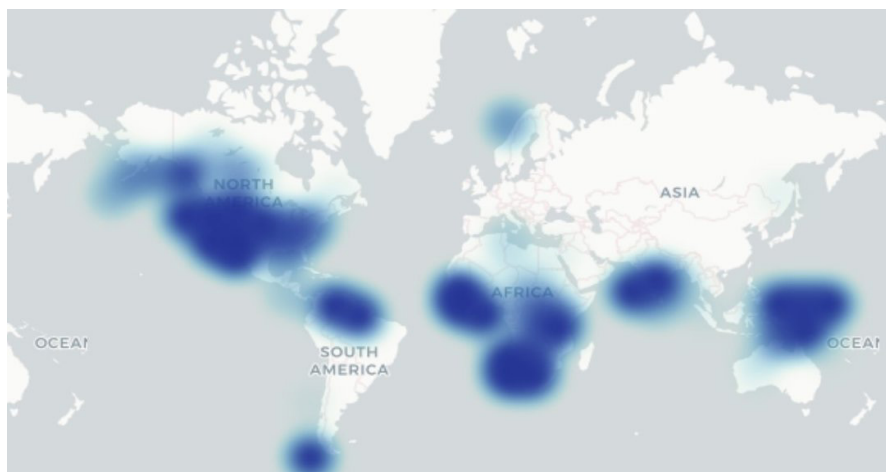 NORTH
AMERICA
ASIA
AFRICA
OCEAN
SOUTH
AMERICA
OCEAN